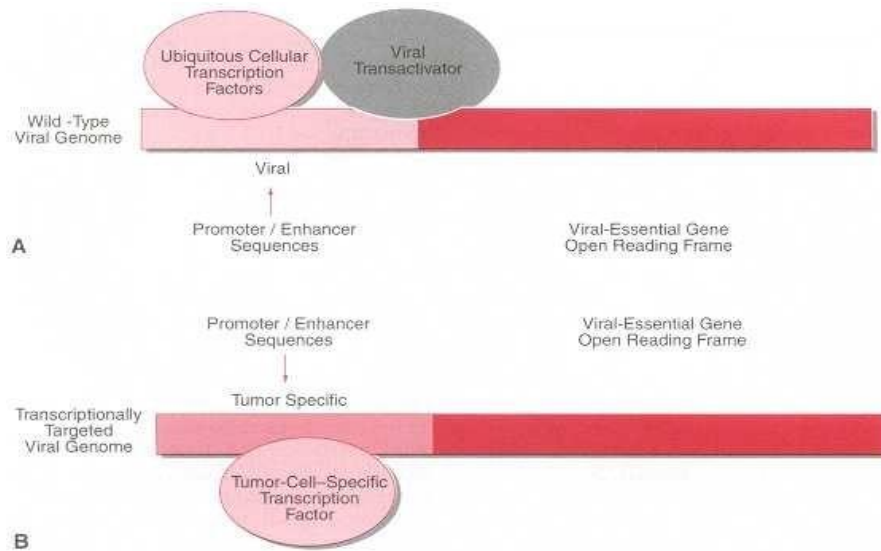 Ubiquitous Cellular
Transcription
Factors
Viral
Transactivator
Wild -Type
Viral Genome
Viral
Promoter / Enhancer
Sequences
Viral-Essential Gene
Open Reading Frame
A
Promoter / Enhancer
Sequences
Viral-Essential Gene
Open Reading Frame
Tumor Specific
Transcriptionally
Targeted
Viral Genome
Tumor-Cell–Specific
Transcription
Factor
B